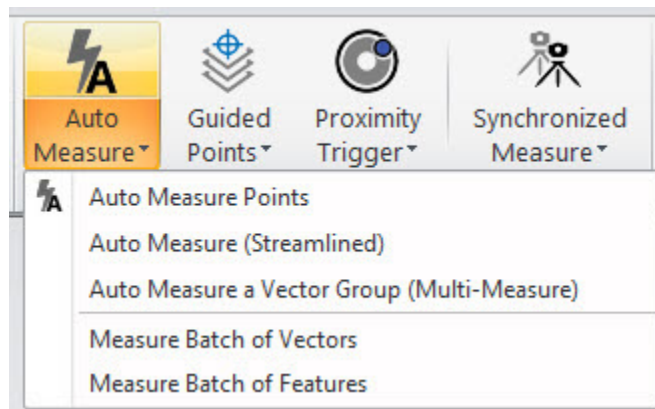 Auto Guided Proximity Synchronized
Measure Points Trigger Measure
A Auto Measure Points
Auto Measure (Streamlined)
Auto Measure a Vector Group (Multi-Measure)
Measure Batch of Vectors
Measure Batch of Features